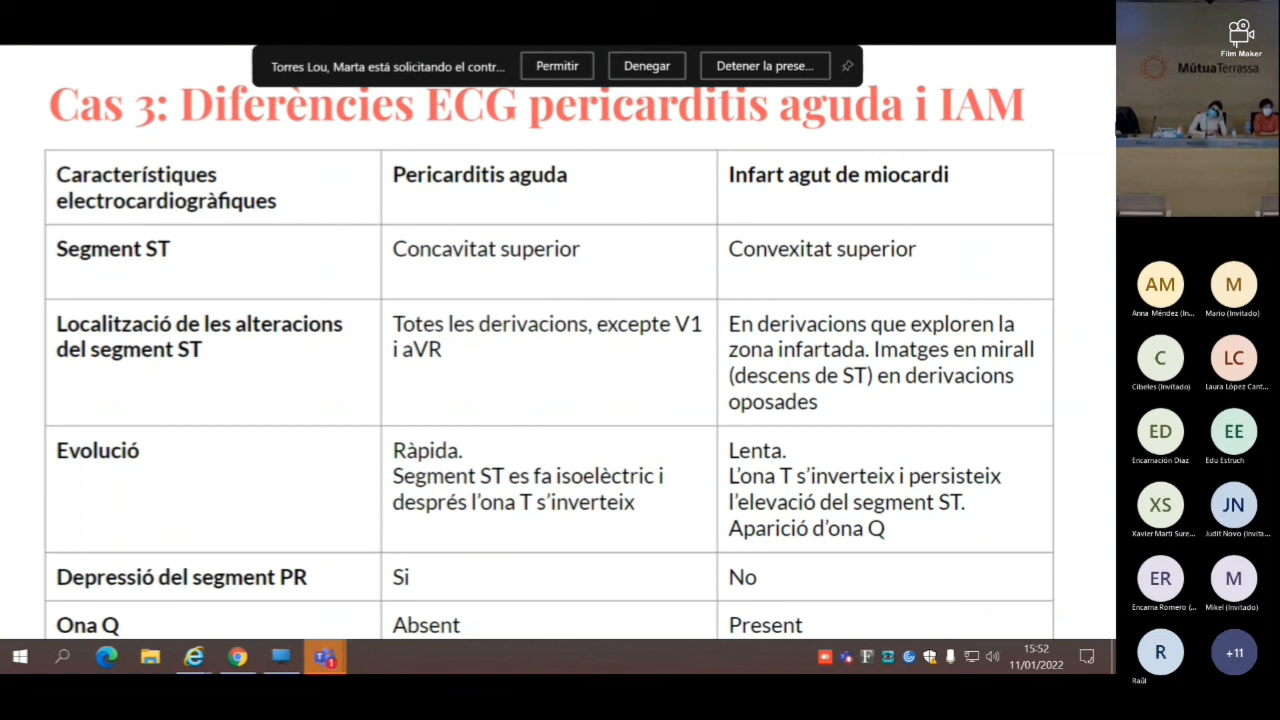 Torres Lou, Marta está solicitando el contr...
Permitir
Denegar
Detener la prese...
Cas 3: Diferències ECG pericarditis aguda i IAM
Característiques
electrocardiogràfiques
Pericarditis aguda
Infart agut de miocardi
Segment ST
Concavitat superior
Convexitat superior
Localització de les alteracions
del segment ST
Totes les derivacions, excepte V1
i aVR
En derivacions que exploren la
zona infartada. Imatges en mirall
(descens de ST) en derivacions
oposades
Evolució
Ràpida.
Segment ST es fa isoelèctric i
després l'ona T s'inverteix
Lenta.
L'ona T s'inverteix i persisteix
l'elevació del segment ST.
Aparició d'ona Q
Depressió del segment PR
Si
No
Ona Q
Absent
Present
15:52
11/01/2022
Film Maker
MútuaTerrassa
AM
Anna Méndez (In...
M
Mario (Invitado)
C
Cibeles (Invitado)
LC
Laura López Cant...
ED
Encarnación Diaz
EE
Edu Estruch
XS
Xavier Martí Sure...
JN
Judit Novo (Invita...
ER
Encarna Romero (...
M
Mikel (Invitado)
R
Raül
+11